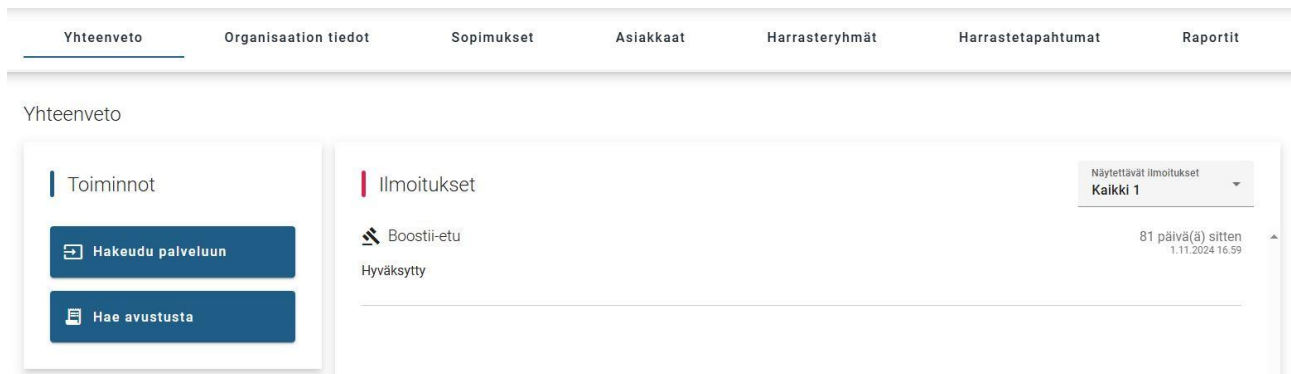 Yhteenveto Organisaation tiedot Sopimukset Asiakkaat Harrasteryhmät Harrastetapahtumat Raportit
Yhteenveto
Toiminnot
Hakeudu palveluun
Hae avustusta
Ilmoitukset
Näytettävät ilmoitukset
Kaikki 1
Boostii-etu
81 päivä(ä) sitten
1.11.2024 16.59
Hyväksytty